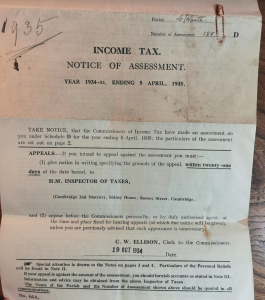 1935
Parish
Number of Assessment D
INCOME TAX.
NOTICE OF ASSESSMENT.
YEAR 1934-35, ENDING 5 APRIL, 1935.
TAKE NOTICE, that the Commissioners of Income Tax have made an assessment on
you under Schedule D for the year ending 5 April, 1935, the particulars of the assessment
are set out on page 2.
APPEALS.—If you intend to appeal against the assessment you must:—
(1) give notice in writing specifying the grounds of the appeal, within twenty-one
days of the date hereof, to
H.M. INSPECTOR OF TAXES,
(Cambridge 2nd District), Sidney House, Sussex Street, Cambridge.
and (2) appear before the Commissioners personally, or by duly authorised agent, at
the time and place fixed for hearing appeals (of which due notice will be given),
unless you are previously advised that such appearance is unnecessary.
C. W. ELLISON, Clerk to the Commissioners
29 OCT 1934
Special attention is drawn to the Notes on pages 3 and 4. Particulars of the Personal Reliefs
will be found in Note II.
If your appeal is against the amount of the assessment, you should furnish accounts as stated in Note III.
Information and advice may be obtained from the above Inspector of Taxes.
The Name of the Parish and the Number of Assessment shown above should be quoted in all